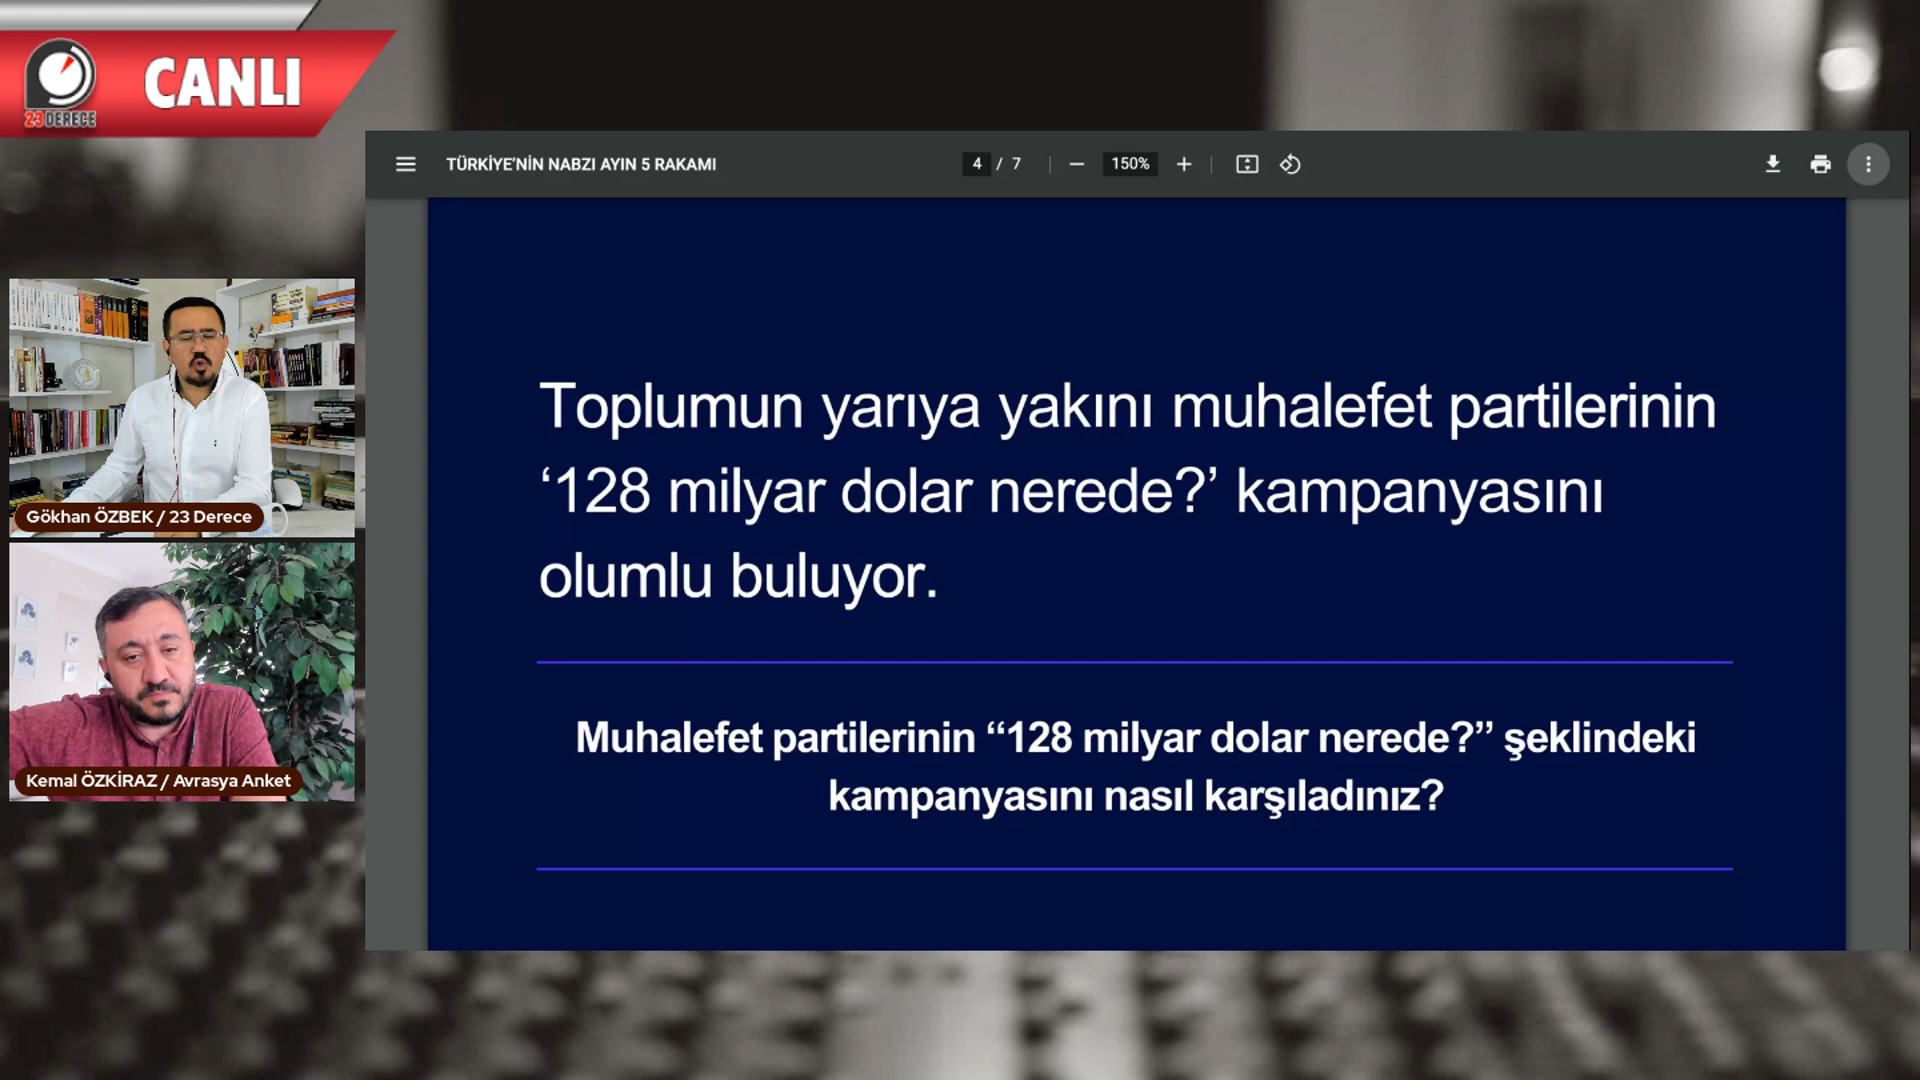 CANLI
23 DERECE
TÜRKİYE'NİN NABZI AYIN 5 RAKAMI
4 / 7
150%
Toplumun yarıya yakını muhalefet partilerinin
‘128 milyar dolar nerede?’ kampanyasını
olumlu buluyor.
Muhalefet partilerinin “128 milyar dolar nerede?” şeklindeki
kampanyasını nasıl karşıladınız?
Gökhan ÖZBEK / 23 Derece
Kemal ÖZKİRAZ / Avrasya Anket